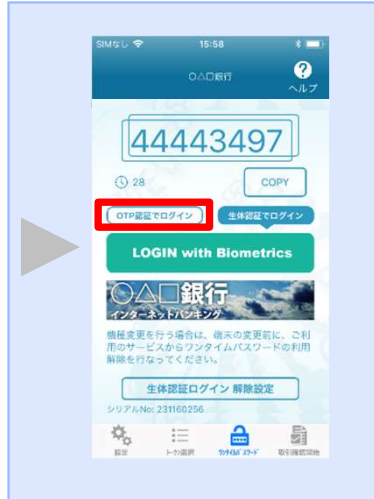 SIMなし 15:58
○△□銀行
?
ヘルプ
44443497
28 COPY
OTP認証でログイン 生体認証でログイン
LOGIN with Biometrics
○△□銀行
インターネットバンキング
機種変更を行う場合は、端末の変更前に、ご利
用のサービスからワンタイムパスワードの利用
解除を行なってください。
生体認証ログイン 解除設定
シリアルNo: 231160256
設定 トークン選択 ワンタイムパスワード 取引確認開始